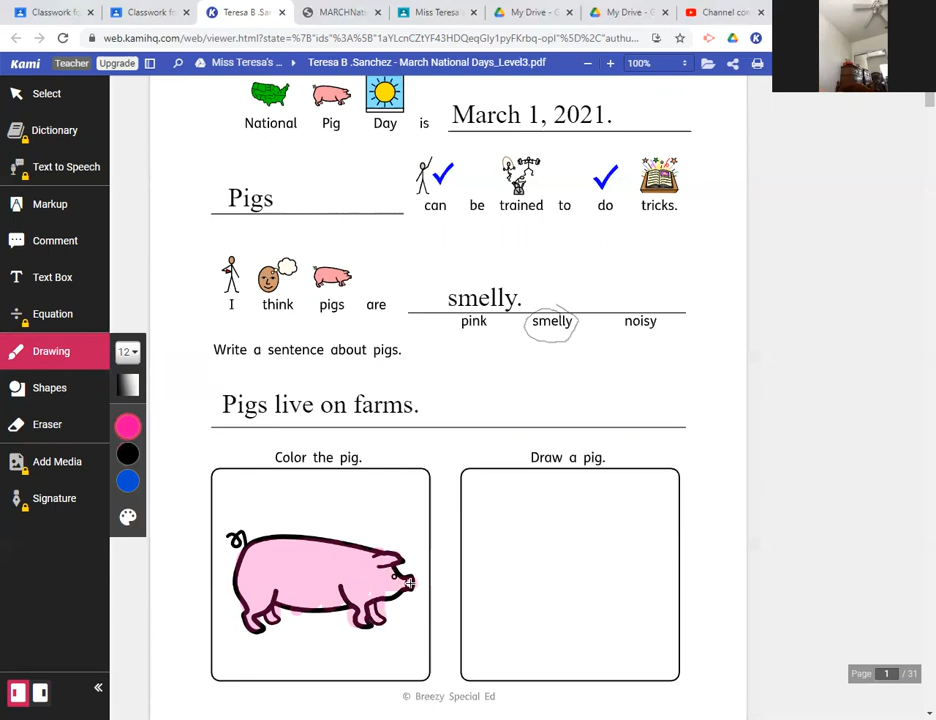 Classwork fo
Classwork fo
Teresa B .San
MARCHNat
Miss Teresa
My Drive - G
My Drive - G
Channel con
web.kamihq.com/web/viewer.html?state=%7B"ids"%3A%5B"1aYLcnCZtYF43HDQeqGly1pyFKrbq-opI"%5D%2C"authu...
Kami
Teacher
Upgrade
Miss Teresa's ...
Teresa B .Sanchez - March National Days_Level3.pdf
100%
Select
Dictionary
Text to Speech
Markup
Comment
Text Box
Equation
Drawing
Shapes
Eraser
Add Media
Signature
12
National Pig Day is March 1, 2021.
Pigs can be trained to do tricks.
I think pigs are smelly.
pink smelly noisy
Write a sentence about pigs.
Pigs live on farms.
Color the pig.
Draw a pig.
© Breezy Special Ed
Page 1 / 31